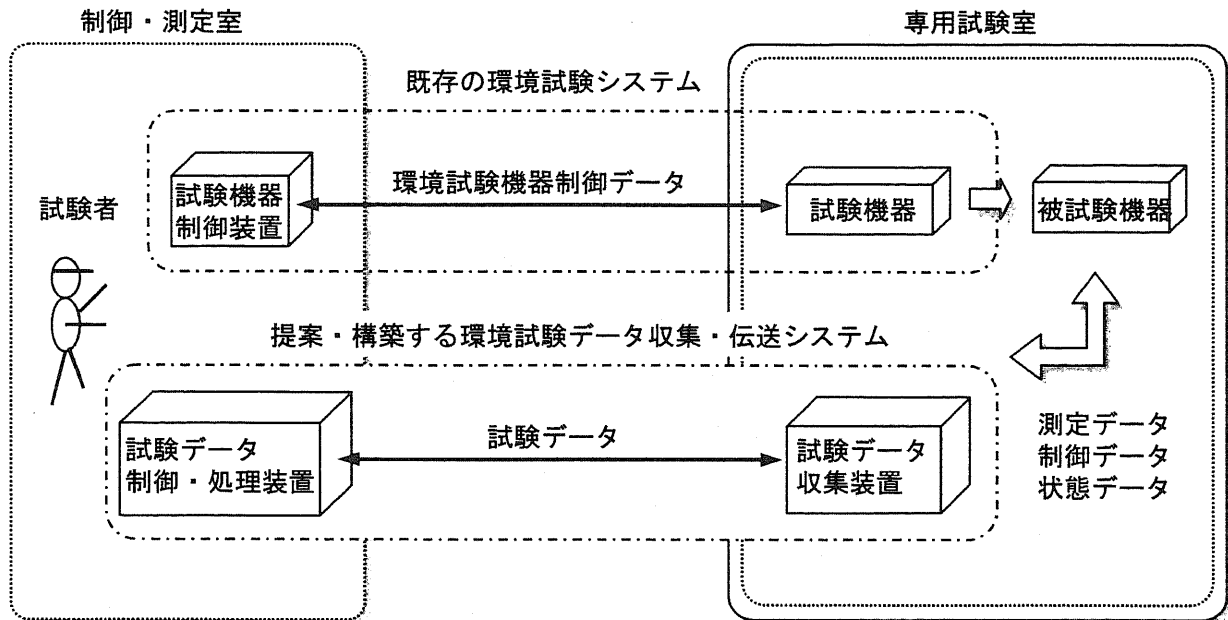 制御・測定室
専用試験室
既存の環境試験システム
試験者
試験機器
制御装置
環境試験機器制御データ
試験機器
被試験機器
提案・構築する環境試験データ収集・伝送システム
試験データ
制御・処理装置
試験データ
試験データ
収集装置
測定データ
制御データ
状態データ